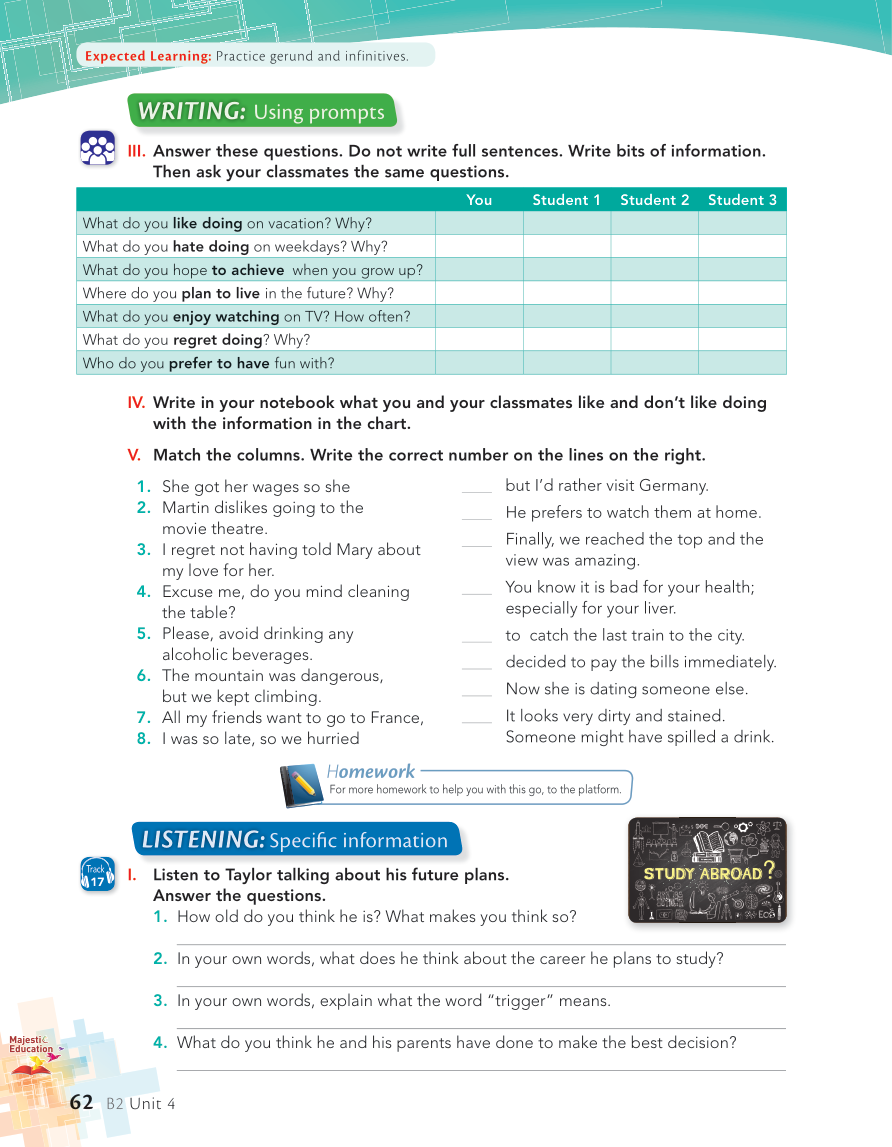 Expected Learning: Practice gerund and infinitives.
WRITING: Using prompts
III. Answer these questions. Do not write full sentences. Write bits of information.
Then ask your classmates the same questions.
You Student 1 Student 2 Student 3
What do you like doing on vacation? Why?
What do you hate doing on weekdays? Why?
What do you hope to achieve when you grow up?
Where do you plan to live in the future? Why?
What do you enjoy watching on TV? How often?
What do you regret doing? Why?
Who do you prefer to have fun with?
IV. Write in your notebook what you and your classmates like and don't like doing
with the information in the chart.
V. Match the columns. Write the correct number on the lines on the right.
1. She got her wages so she
2. Martin dislikes going to the
movie theatre.
3. I regret not having told Mary about
my love for her.
4. Excuse me, do you mind cleaning
the table?
5. Please, avoid drinking any
alcoholic beverages.
6. The mountain was dangerous,
but we kept climbing.
7. All my friends want to go to France,
8. I was so late, so we hurried
____ but I'd rather visit Germany.
____ He prefers to watch them at home.
____ Finally, we reached the top and the
view was amazing.
____ You know it is bad for your health;
especially for your liver.
____ to catch the last train to the city.
____ decided to pay the bills immediately.
____ Now she is dating someone else.
____ It looks very dirty and stained.
Someone might have spilled a drink.
Homework
For more homework to help you with this go, to the platform.
LISTENING: Specific information
STUDY ABROAD?
Track
17
I. Listen to Taylor talking about his future plans.
Answer the questions.
1. How old do you think he is? What makes you think so?
2. In your own words, what does he think about the career he plans to study?
3. In your own words, explain what the word "trigger" means.
4. What do you think he and his parents have done to make the best decision?
Majestic
Education
62 B2 Unit 4